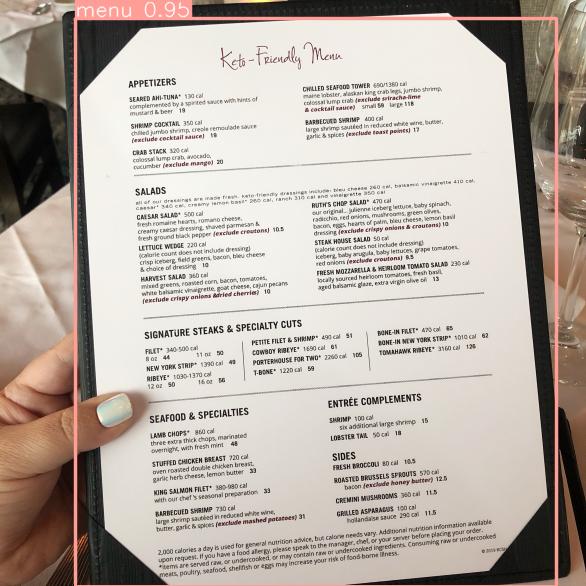 menu 0.95
Keto-Friendly Menu
APPETIZERS
SEARED AHI-TUNA* 130 cal
complemented by a spirited sauce with hints of
mustard & beer 19
SHRIMP COCKTAIL 350 cal
chilled jumbo shrimp, creole remoulade sauce
(exclude cocktail sauce) 19
CRAB STACK 320 cal
colossal lump crab, avocado,
cucumber (exclude mango) 20
CHILLED SEAFOOD TOWER 690/1380 cal
maine lobster, alaskan king crab legs, jumbo shrimp,
colossal lump crab (exclude sriracha-lime
& cocktail sauce) small 59 large 118
BARBECUED SHRIMP 400 cal
large shrimp sautéed in reduced white wine, butter,
garlic & spices (exclude toast points) 17
SALADS
all of our dressings are made fresh. keto-friendly dressings include: bleu cheese 260 cal, balsamic vinaigrette 410 cal,
caesar* 340 cal, creamy lemon basil* 260 cal, ranch 310 cal and vinaigrette 350 cal
CAESAR SALAD* 500 cal
fresh romaine hearts, romano cheese,
creamy caesar dressing, shaved parmesan &
fresh ground black pepper (exclude croutons) 10.5
LETTUCE WEDGE 220 cal
(calorie count does not include dressing)
crisp iceberg, field greens, bacon, bleu cheese
& choice of dressing 10
HARVEST SALAD 360 cal
mixed greens, roasted corn, bacon, tomatoes,
white balsamic vinaigrette, goat cheese, cajun pecans
(exclude crispy onions &dried cherries) 10
RUTH'S CHOP SALAD* 470 cal
our original... julienne iceberg lettuce, baby spinach,
radicchio, red onions, mushrooms, green olives,
bacon, eggs, hearts of palm, bleu cheese, lemon basil
dressing (exclude crispy onions & croutons) 10
STEAK HOUSE SALAD 50 cal
(calorie count does not include dressing)
iceberg, baby arugula, baby lettuces, grape tomatoes,
red onions (exclude croutons) 9.5
FRESH MOZZARELLA & HEIRLOOM TOMATO SALAD 230 cal
locally sourced heirloom tomatoes, fresh basil,
aged balsamic glaze, extra virgin olive oil 13
SIGNATURE STEAKS & SPECIALTY CUTS
FILET* 340-500 cal
8 oz 44 11 oz 50
NEW YORK STRIP* 1390 cal 49
RIBEYE* 1030-1370 cal
12 oz 50 16 oz 56
PETITE FILET & SHRIMP* 490 cal 51
COWBOY RIBEYE* 1690 cal 61
PORTERHOUSE FOR TWO* 2260 cal 105
T-BONE* 1220 cal 59
BONE-IN FILET* 470 cal 65
BONE-IN NEW YORK STRIP* 1010 cal 62
TOMAHAWK RIBEYE* 3160 cal 126
SEAFOOD & SPECIALTIES
LAMB CHOPS* 860 cal
three extra thick chops, marinated
overnight, with fresh mint 48
STUFFED CHICKEN BREAST 720 cal
oven roasted double chicken breast,
garlic herb cheese, lemon butter 33
KING SALMON FILET* 380-980 cal
with our chef's seasonal preparation 33
BARBECUED SHRIMP 730 cal
large shrimp sautéed in reduced white wine,
butter, garlic & spices (exclude mashed potatoes) 31
ENTRÉE COMPLEMENTS
SHRIMP 100 cal
six additional large shrimp 15
LOBSTER TAIL 50 cal 18
SIDES
FRESH BROCCOLI 80 cal 10.5
ROASTED BRUSSELS SPROUTS 570 cal
bacon (exclude honey butter) 12.5
CREMINI MUSHROOMS 360 cal 11.5
GRILLED ASPARAGUS 100 cal
hollandaise sauce 290 cal 11.5
2,000 calories a day is used for general nutrition advice, but calorie needs vary. Additional nutrition information available
upon request. If you have a food allergy, please speak to the manager, chef, or your server before placing your order.
*Items are served raw, or undercooked, or may contain raw or undercooked ingredients. Consuming raw or undercooked
meats, poultry, seafood, shellfish or eggs may increase your risk of food-borne illness.